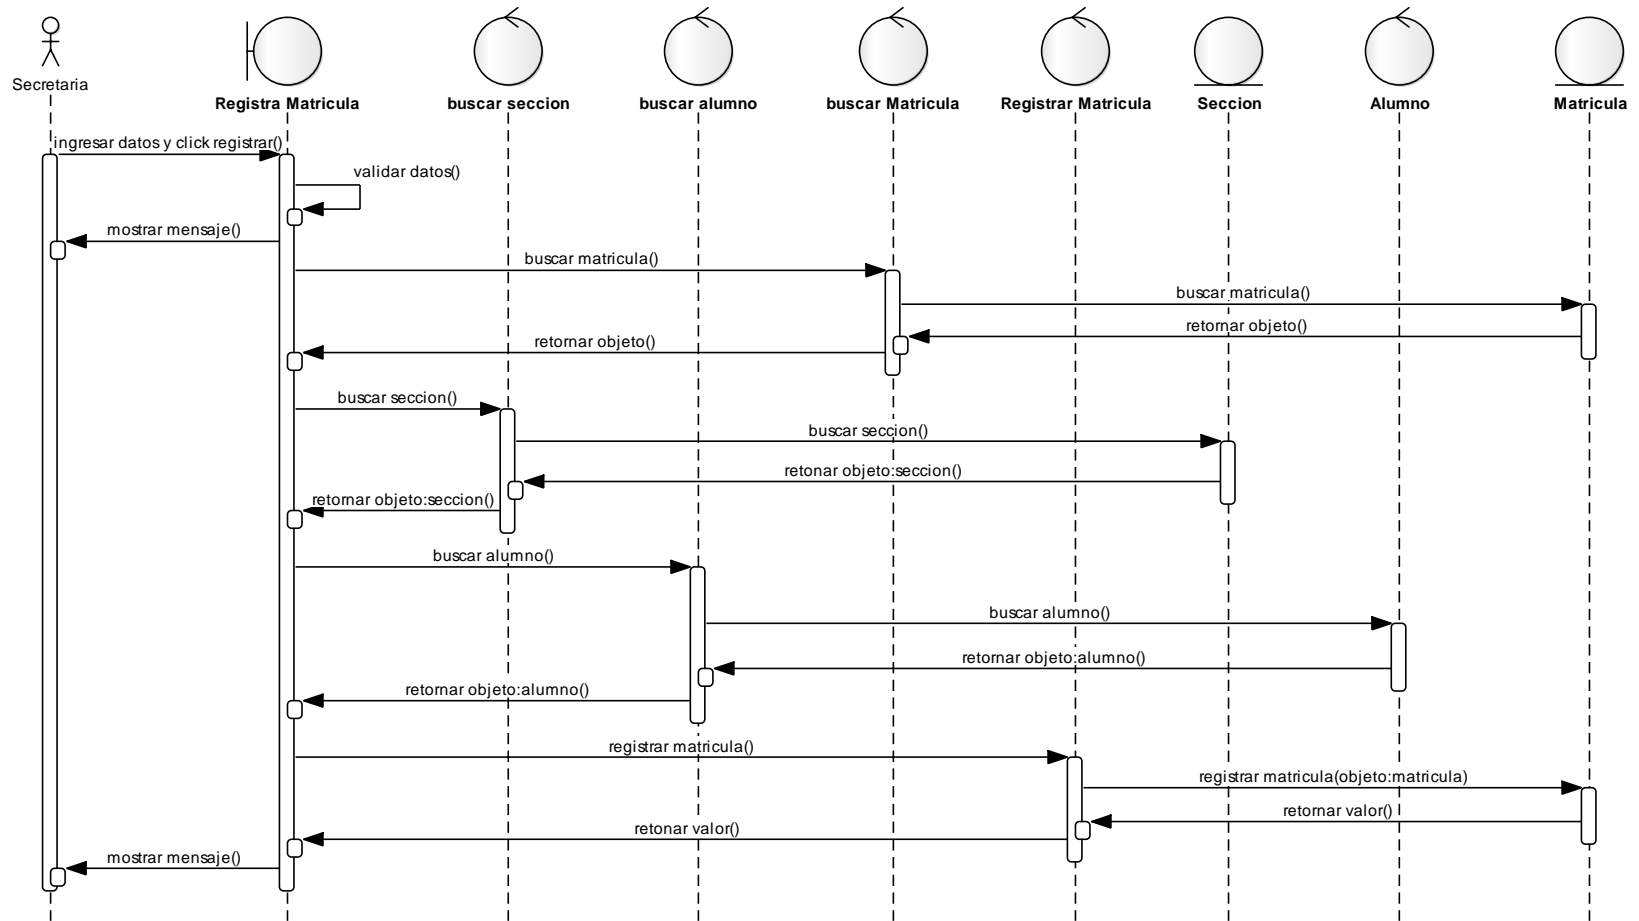 Secretaria
Registra Matricula
buscar seccion
buscar alumno
buscar Matricula
Registrar Matricula
Seccion
Alumno
Matricula
ingresar datos y click registrar()
validar datos()
mostrar mensaje()
buscar matricula()
buscar matricula()
retornar objeto()
retornar objeto()
buscar seccion()
buscar seccion()
retonar objeto:seccion()
retornar objeto:seccion()
buscar alumno()
buscar alumno()
retornar objeto:alumno()
retornar objeto:alumno()
registrar matricula()
registrar matricula(objeto:matricula)
retornar valor()
retonar valor()
mostrar mensaje()